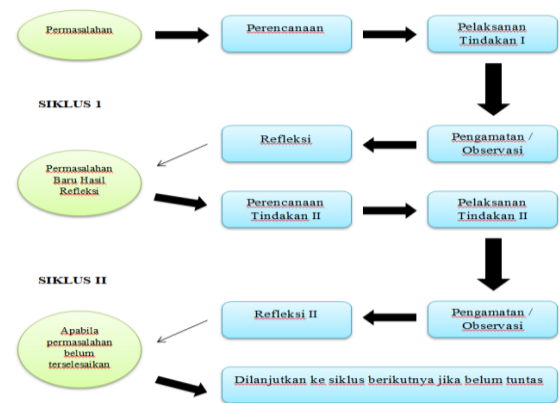 Permasalahan
Perencanaan
Pelaksanan
Tindakan I
SIKLUS 1
Refleksi
Pengamatan /
Observasi
Permasalahan
Baru Hasil
Refleksi
Perencanaan
Tindakan II
Pelaksanan
Tindakan II
SIKLUS II
Refleksi II
Pengamatan /
Observasi
Apabila
permasalahan
belum
terselesaikan
Dilanjutkan ke siklus berikutnya jika belum tuntas